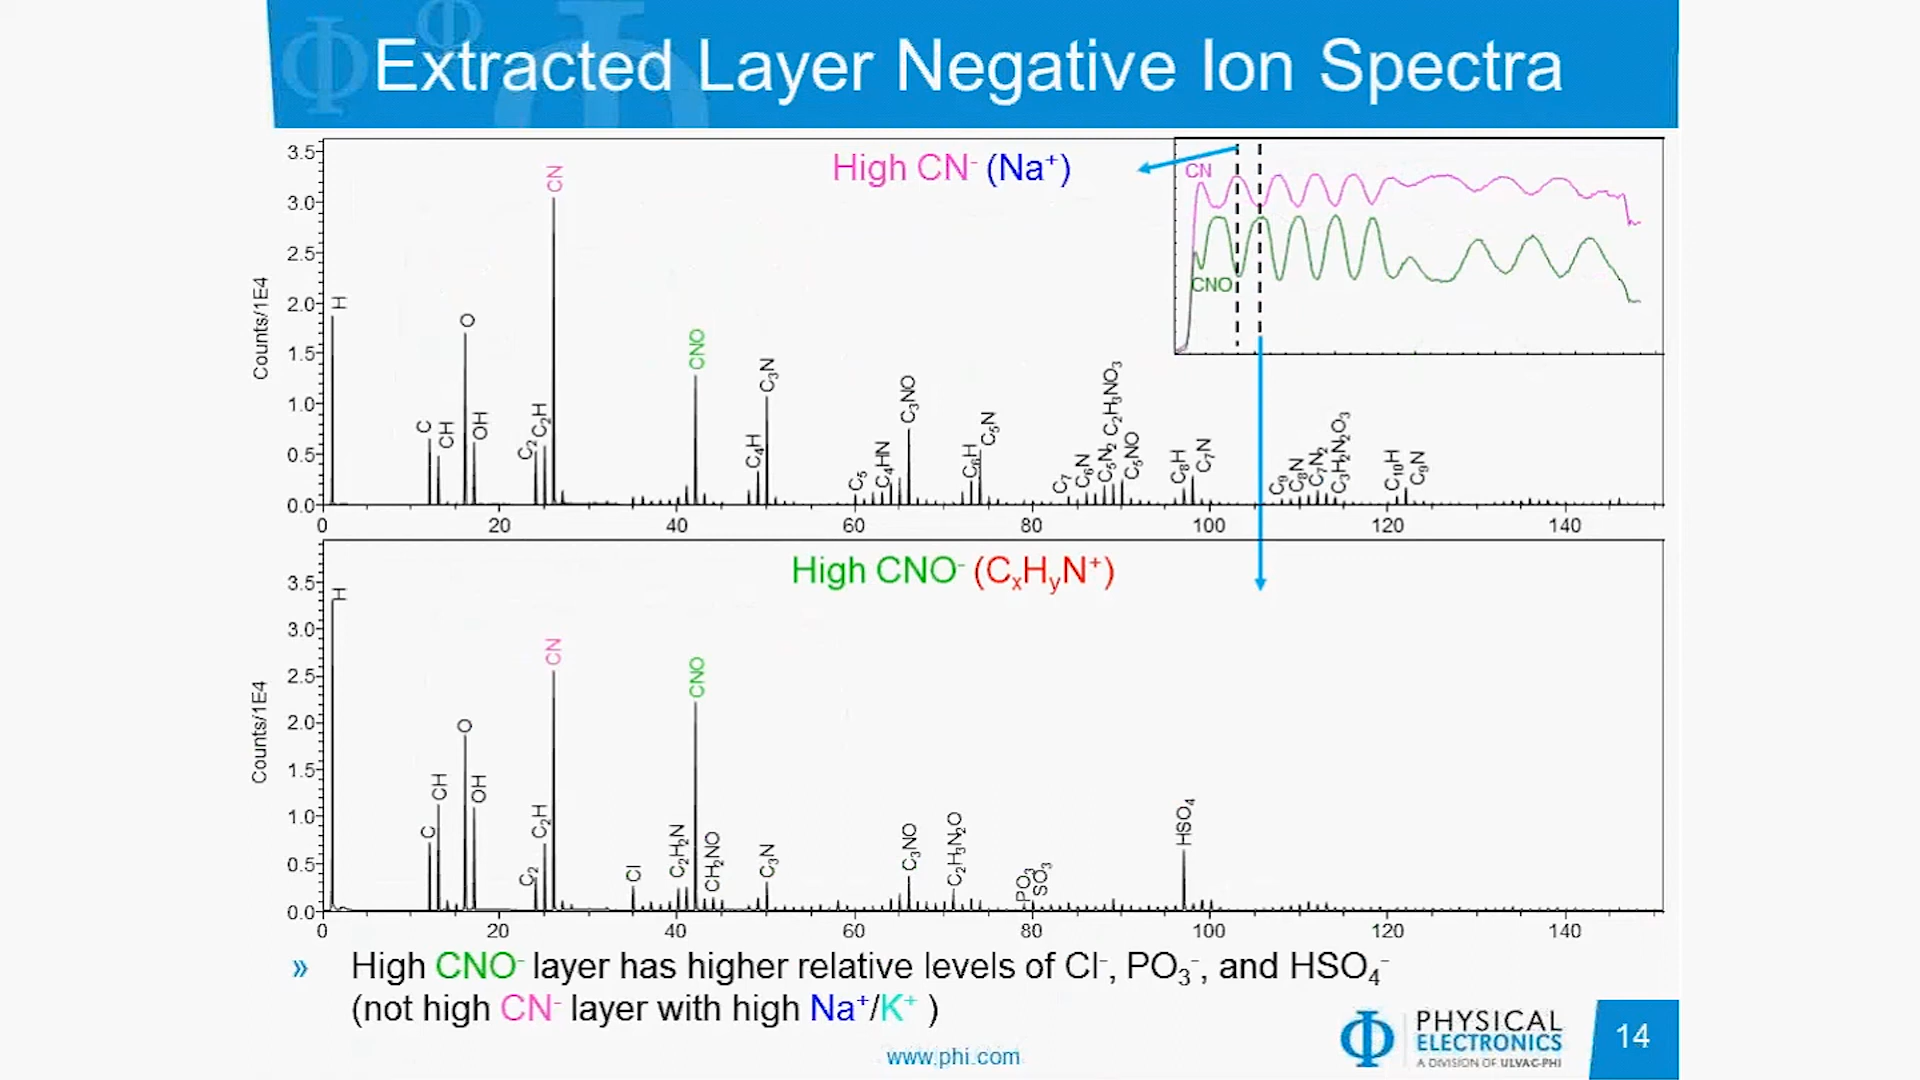 Extracted Layer Negative Ion Spectra
High CN⁻ (Na⁺)
Counts/1E4
3.5
3.0
2.5
2.0
1.5
1.0
0.5
0.0
H
C
CH
O
OH
C₂
C₂H
CN
CNO
C₄H
C₃N
C₅
C₄HN
C₃NO
C₆H
C₅N
C₇
C₆N
C₅N₂
C₂H₃NO₃
C₅NO
C₈H
C₇N
C₉
C₈N
C₇N₂
C₃H₂N₂O₃
C₁₀H
C₉N
0 20 40 60 80 100 120 140
CN
CNO
High CNO⁻ (CₓHᵧN⁺)
Counts/1E4
3.5
3.0
2.5
2.0
1.5
1.0
0.5
0.0
H
C
CH
O
OH
C₂
C₂H
CN
Cl
C₂H₂N
CNO
CH₂NO
C₃N
C₃NO
C₂H₃N₂O
PO₃
SO₃
HSO₄
0 20 40 60 80 100 120 140
» High CNO⁻ layer has higher relative levels of Cl⁻, PO₃⁻, and HSO₄⁻
(not high CN⁻ layer with high Na⁺/K⁺ )
www.phi.com
PHYSICAL
ELECTRONICS
A DIVISION OF ULVAC-PHI
14